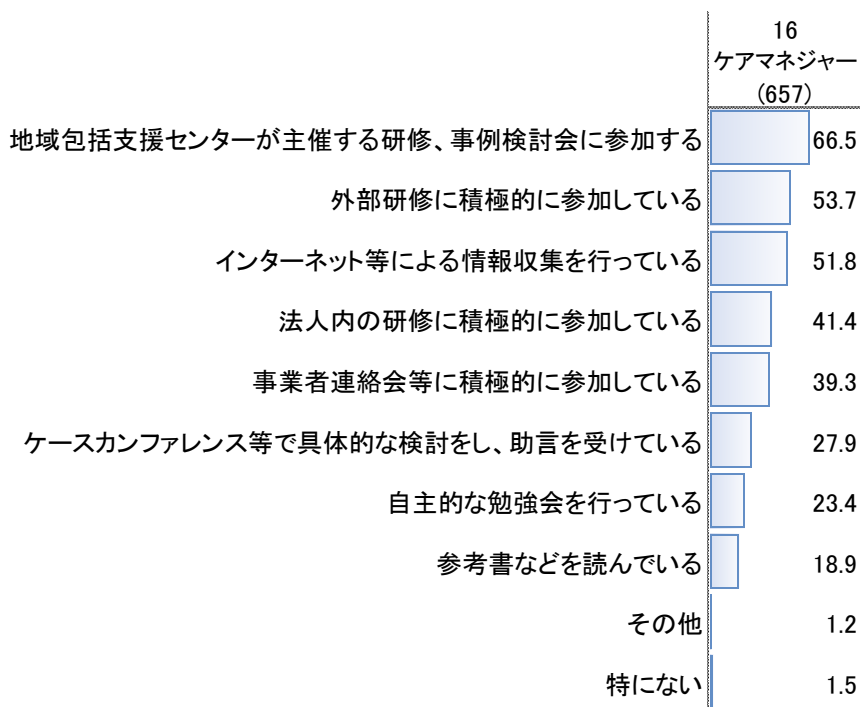 16
ケアマネジャー
(657)
地域包括支援センターが主催する研修、事例検討会に参加する 66.5
外部研修に積極的に参加している 53.7
インターネット等による情報収集を行っている 51.8
法人内の研修に積極的に参加している 41.4
事業者連絡会等に積極的に参加している 39.3
ケースカンファレンス等で具体的な検討をし、助言を受けている 27.9
自主的な勉強会を行っている 23.4
参考書などを読んでいる 18.9
その他 1.2
特にない 1.5